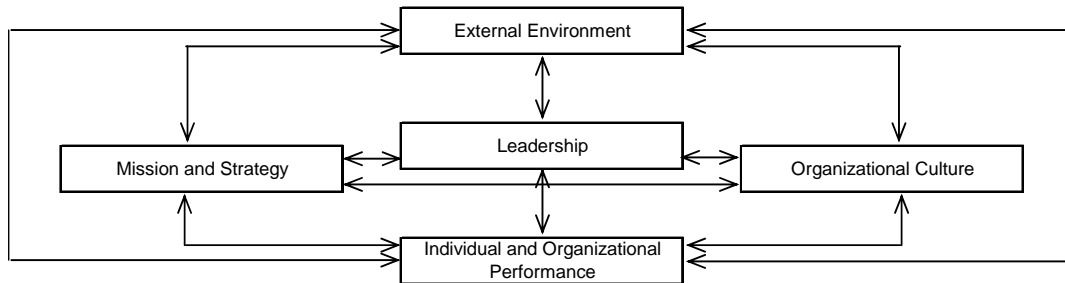 External Environment
Leadership
Mission and Strategy
Organizational Culture
Individual and Organizational
Performance